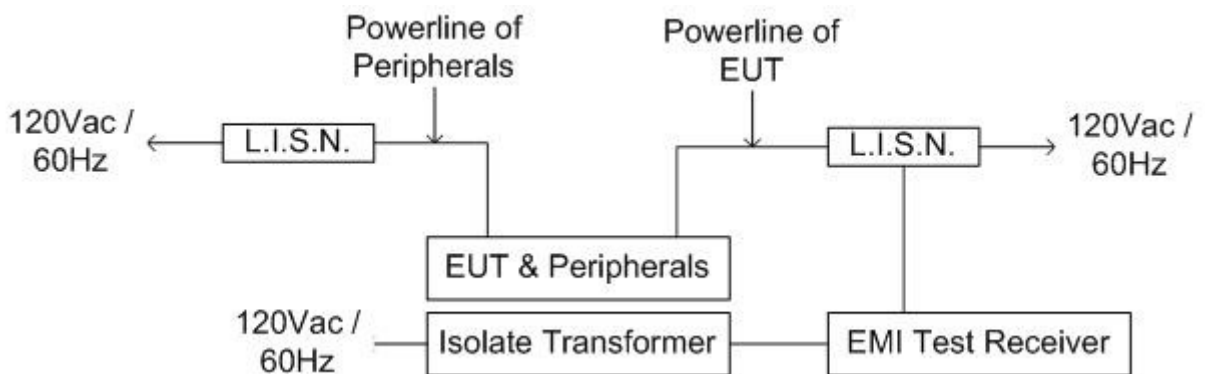 Powerline of
Peripherals
Powerline of
EUT
120Vac /
60Hz
L.I.S.N.
L.I.S.N.
120Vac /
60Hz
EUT & Peripherals
120Vac /
60Hz
Isolate Transformer
EMI Test Receiver